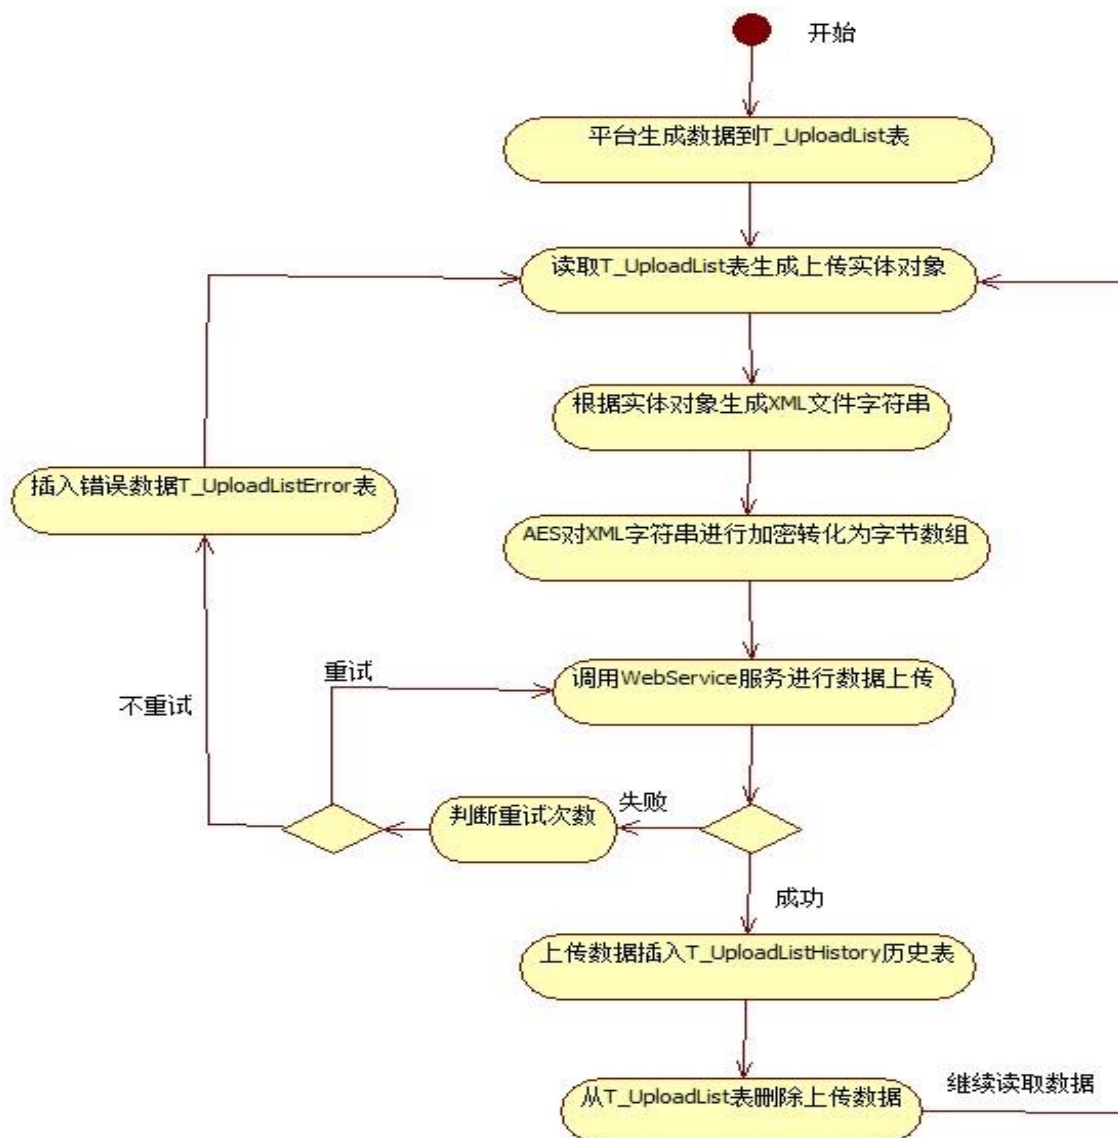 开始
平台生成数据到T_UploadList表
读取T_UploadList表生成上传实体对象
根据实体对象生成XML文件字符串
插入错误数据T_UploadListError表
AES对XML字符串进行加密转化为字节数组
重试
调用WebService服务进行数据上传
不重试
失败
判断重试次数
成功
上传数据插入T_UploadListHistory历史表
继续读取数据
从T_UploadList表删除上传数据